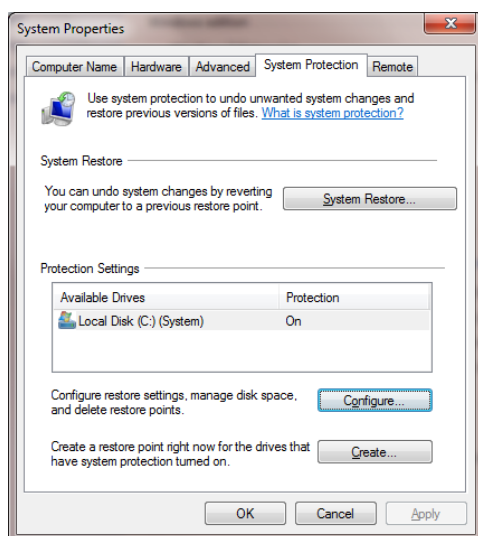 System Properties
Computer Name Hardware Advanced System Protection Remote
Use system protection to undo unwanted system changes and
restore previous versions of files. What is system protection?
System Restore
You can undo system changes by reverting
your computer to a previous restore point.
System Restore...
Protection Settings
Available Drives Protection
Local Disk (C:) (System) On
Configure restore settings, manage disk space,
and delete restore points.
Configure...
Create a restore point right now for the drives that
have system protection turned on.
Create...
OK Cancel Apply